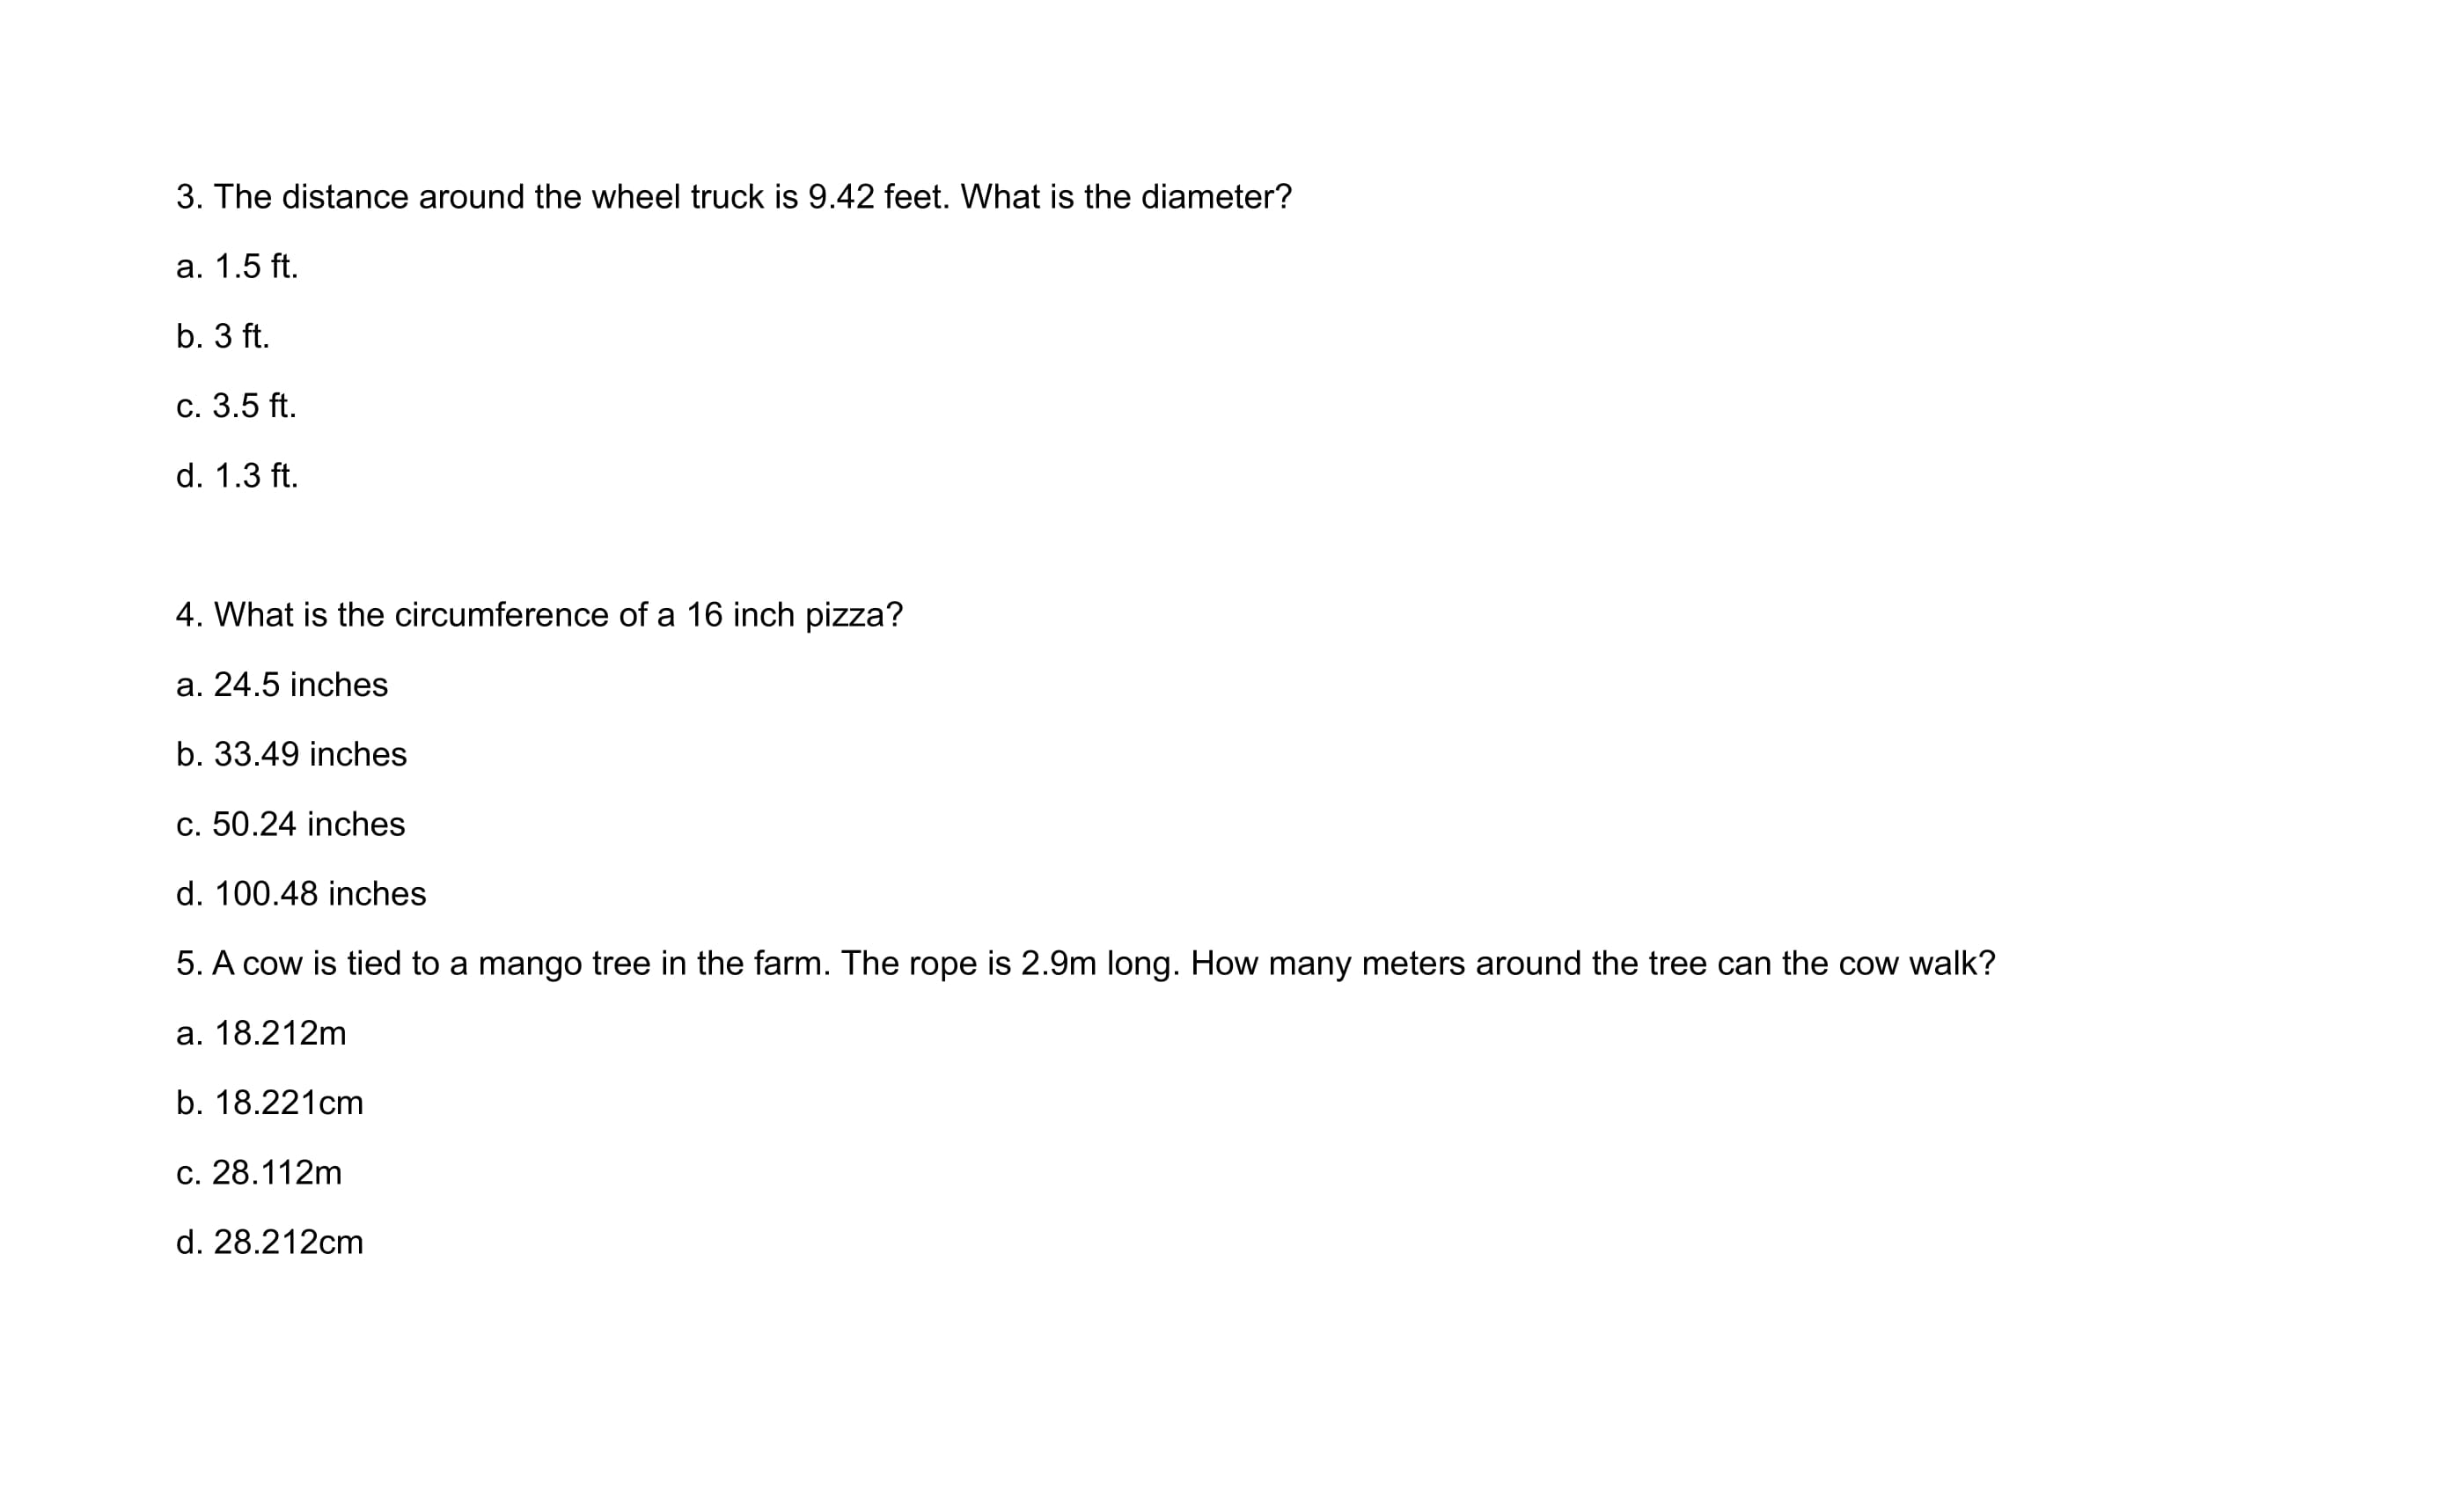 3. The distance around the wheel truck is 9.42 feet. What is the diameter?
a. 1.5 ft.
b. 3 ft.
c. 3.5 ft.
d. 1.3 ft.
4. What is the circumference of a 16 inch pizza?
a. 24.5 inches
b. 33.49 inches
c. 50.24 inches
d. 100.48 inches
5. A cow is tied to a mango tree in the farm. The rope is 2.9m long. How many meters around the tree can the cow walk?
a. 18.212m
b. 18.221cm
c. 28.112m
d. 28.212cm